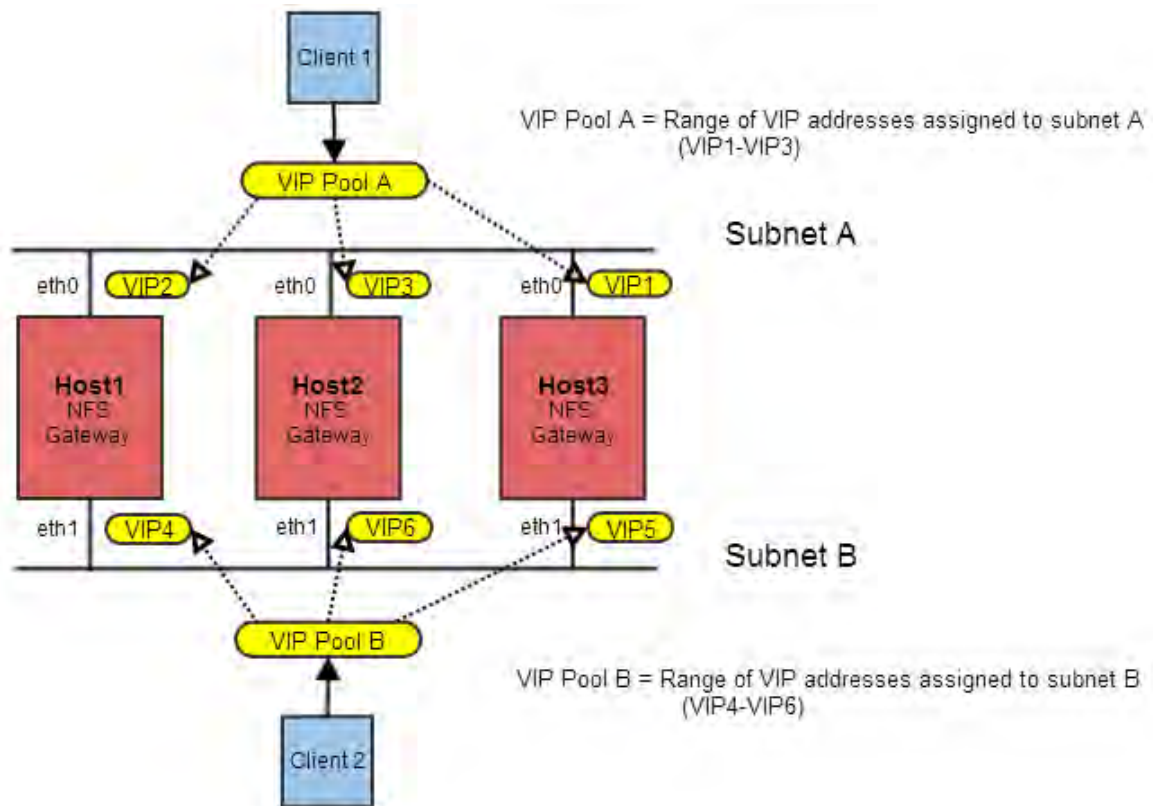 Client 1
VIP Pool A = Range of VIP addresses assigned to subnet A
(VIP1-VIP3)
VIP Pool A
Subnet A
eth0
VIP2
eth0
VIP3
eth0
VIP1
Host1
NFS
Gateway
Host2
NFS
Gateway
Host3
NFS
Gateway
eth1
VIP4
eth1
VIP6
eth1
VIP5
Subnet B
VIP Pool B
VIP Pool B = Range of VIP addresses assigned to subnet B
(VIP4-VIP6)
Client 2